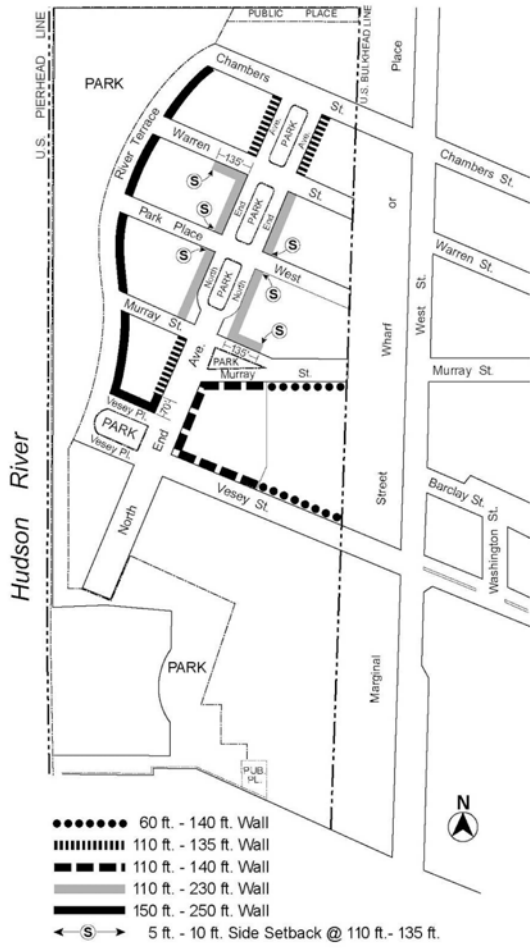 PUBLIC PLACE
U.S. PIERHEAD LINE
U.S. BULKHEAD LINE
Place
PARK
Chambers
St.
Ave.
PARK
Ave.
River Terrace
Warren
135'
St.
Chambers St.
S
S
End
PARK
End
or
Park Place
S
S
Warren St.
West
North
PARK
North
S
West St.
Wharf
Murray St.
S
135'
Ave.
PARK
Murray St.
Murray St.
70'
Vesey Pl.
PARK
Vesey Pl.
End
Vesey St.
Street
Barclay St.
Washington St.
Hudson River
North
PARK
Marginal
PUB. PL.
N
60 ft. - 140 ft. Wall
110 ft. - 135 ft. Wall
110 ft. - 140 ft. Wall
110 ft. - 230 ft. Wall
150 ft. - 250 ft. Wall
S 5 ft. - 10 ft. Side Setback @ 110 ft.- 135 ft.